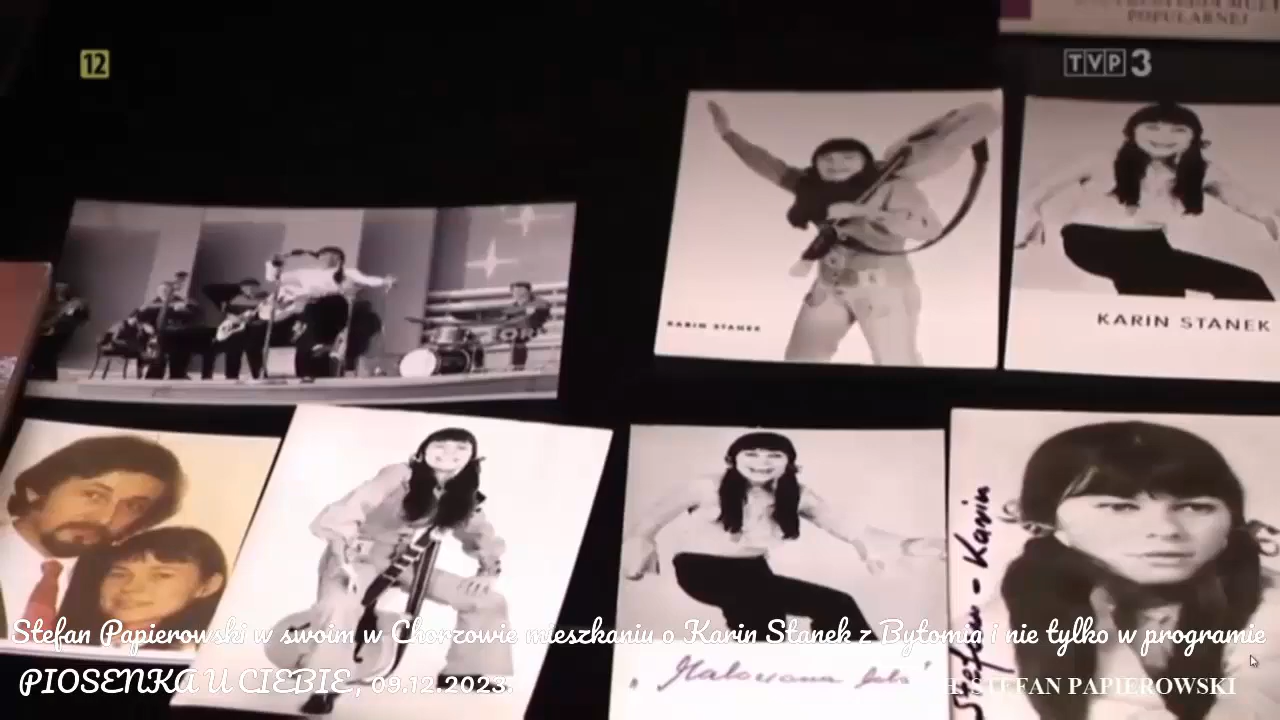 POPULARNEJ
12
TVP3
KARIN STANEK
KARIN STANEK
Stefan - Karin
"Malowana lala"
Stefan Papierowski w swoim w Chorzowie mieszkaniu o Karin Stanek z Bytomia i nie tylko w programie
PIOSENKA U CIEBIE, 09.12.2023.
STEFAN PAPIEROWSKI